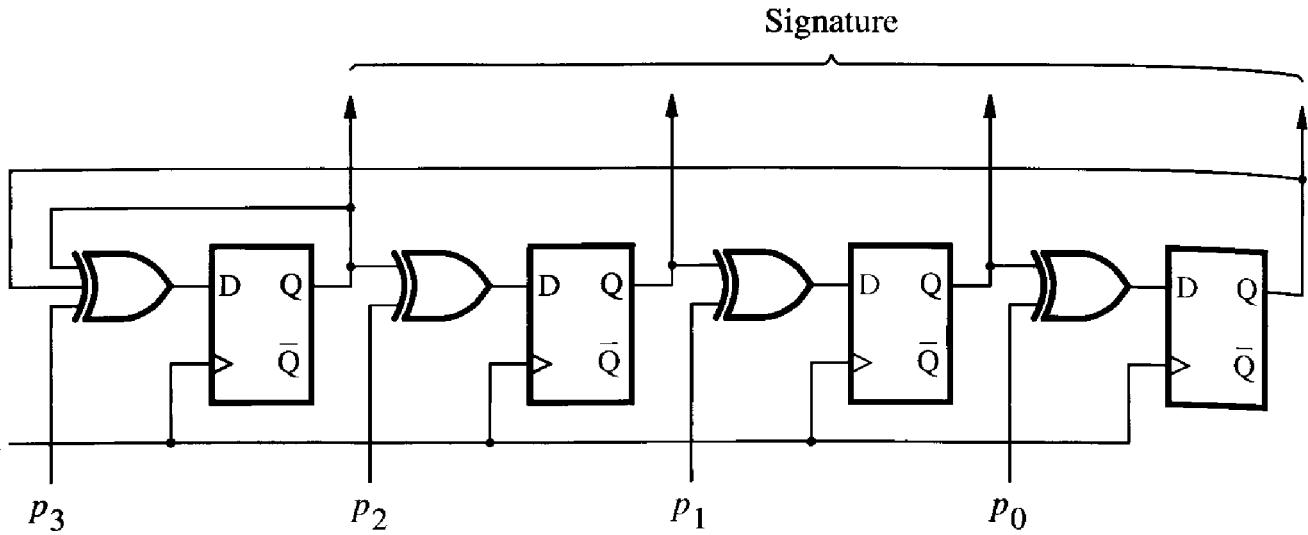 Signature
D Q D Q D Q D Q
Q̅ Q̅ Q̅ Q̅
p3 p2 p1 p0